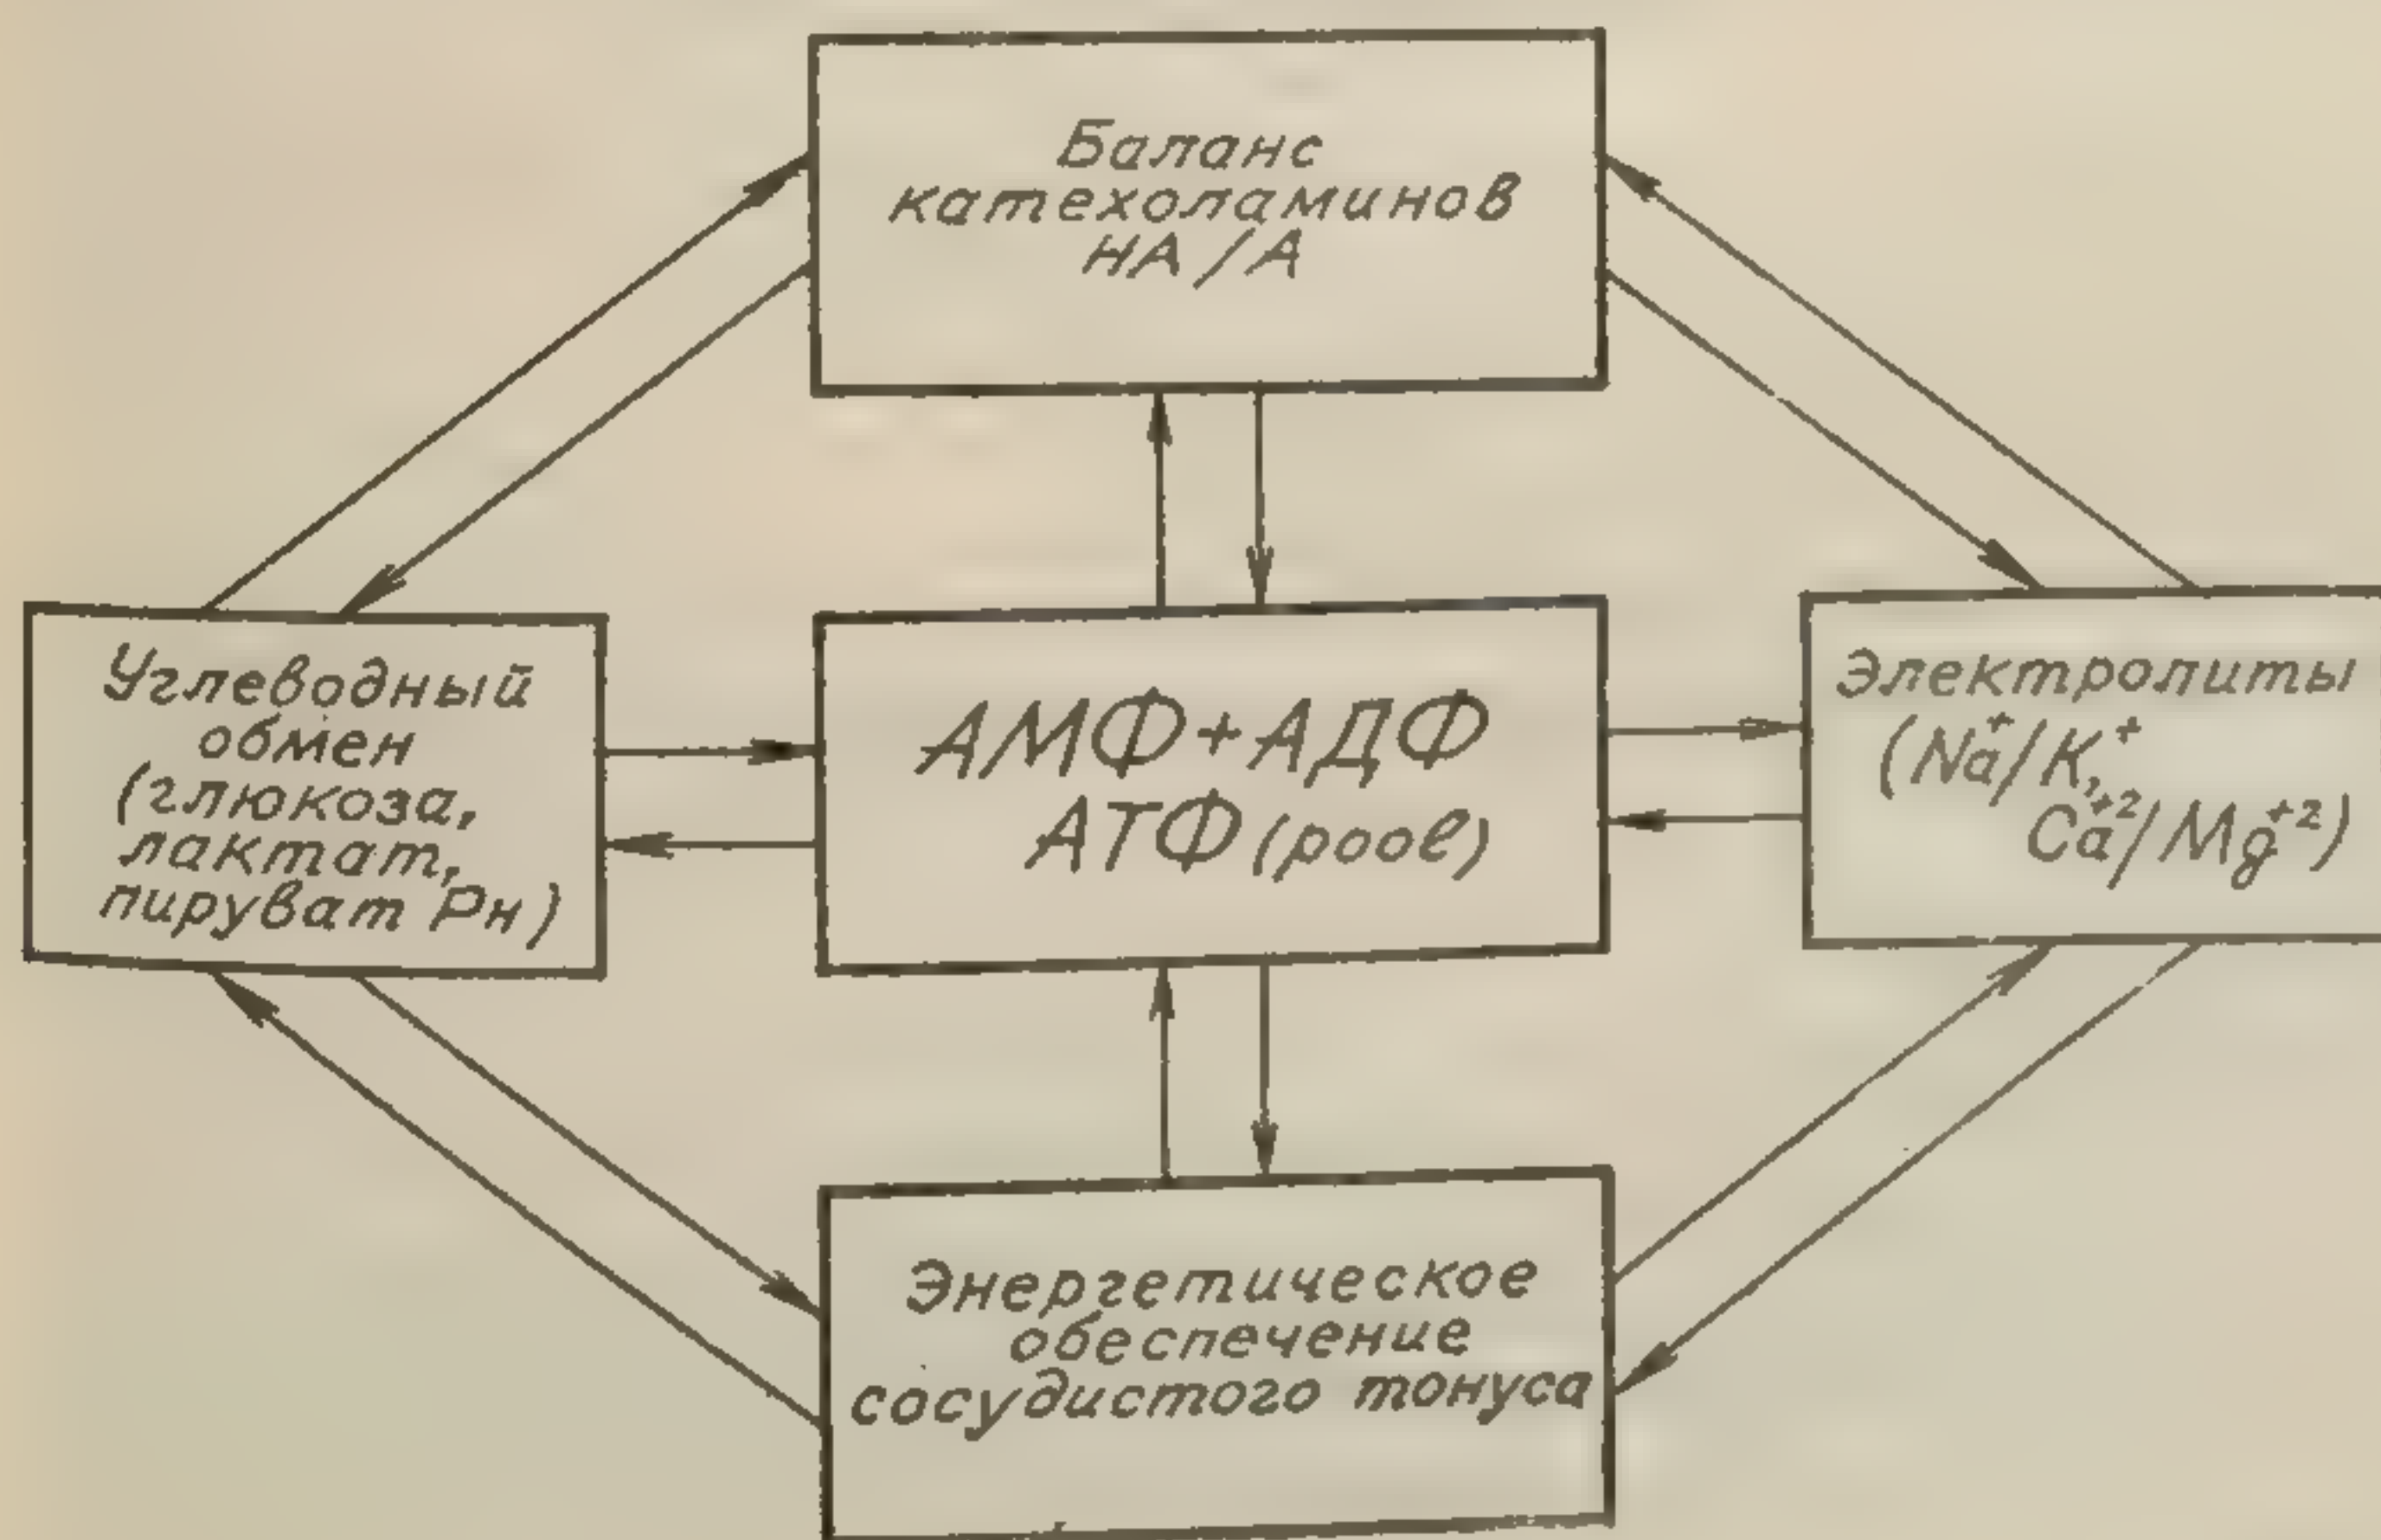 Баланс
катехоламинов
НА/А
Углеводный
обмен
(глюкоза,
лактат,
пируват Рн)
АМФ+АДФ
АТФ (pool)
Электролиты
(Na⁺/K,⁺
Ca⁺²/Mg⁺²)
Энергетическое
обеспечение
сосудистого тонуса